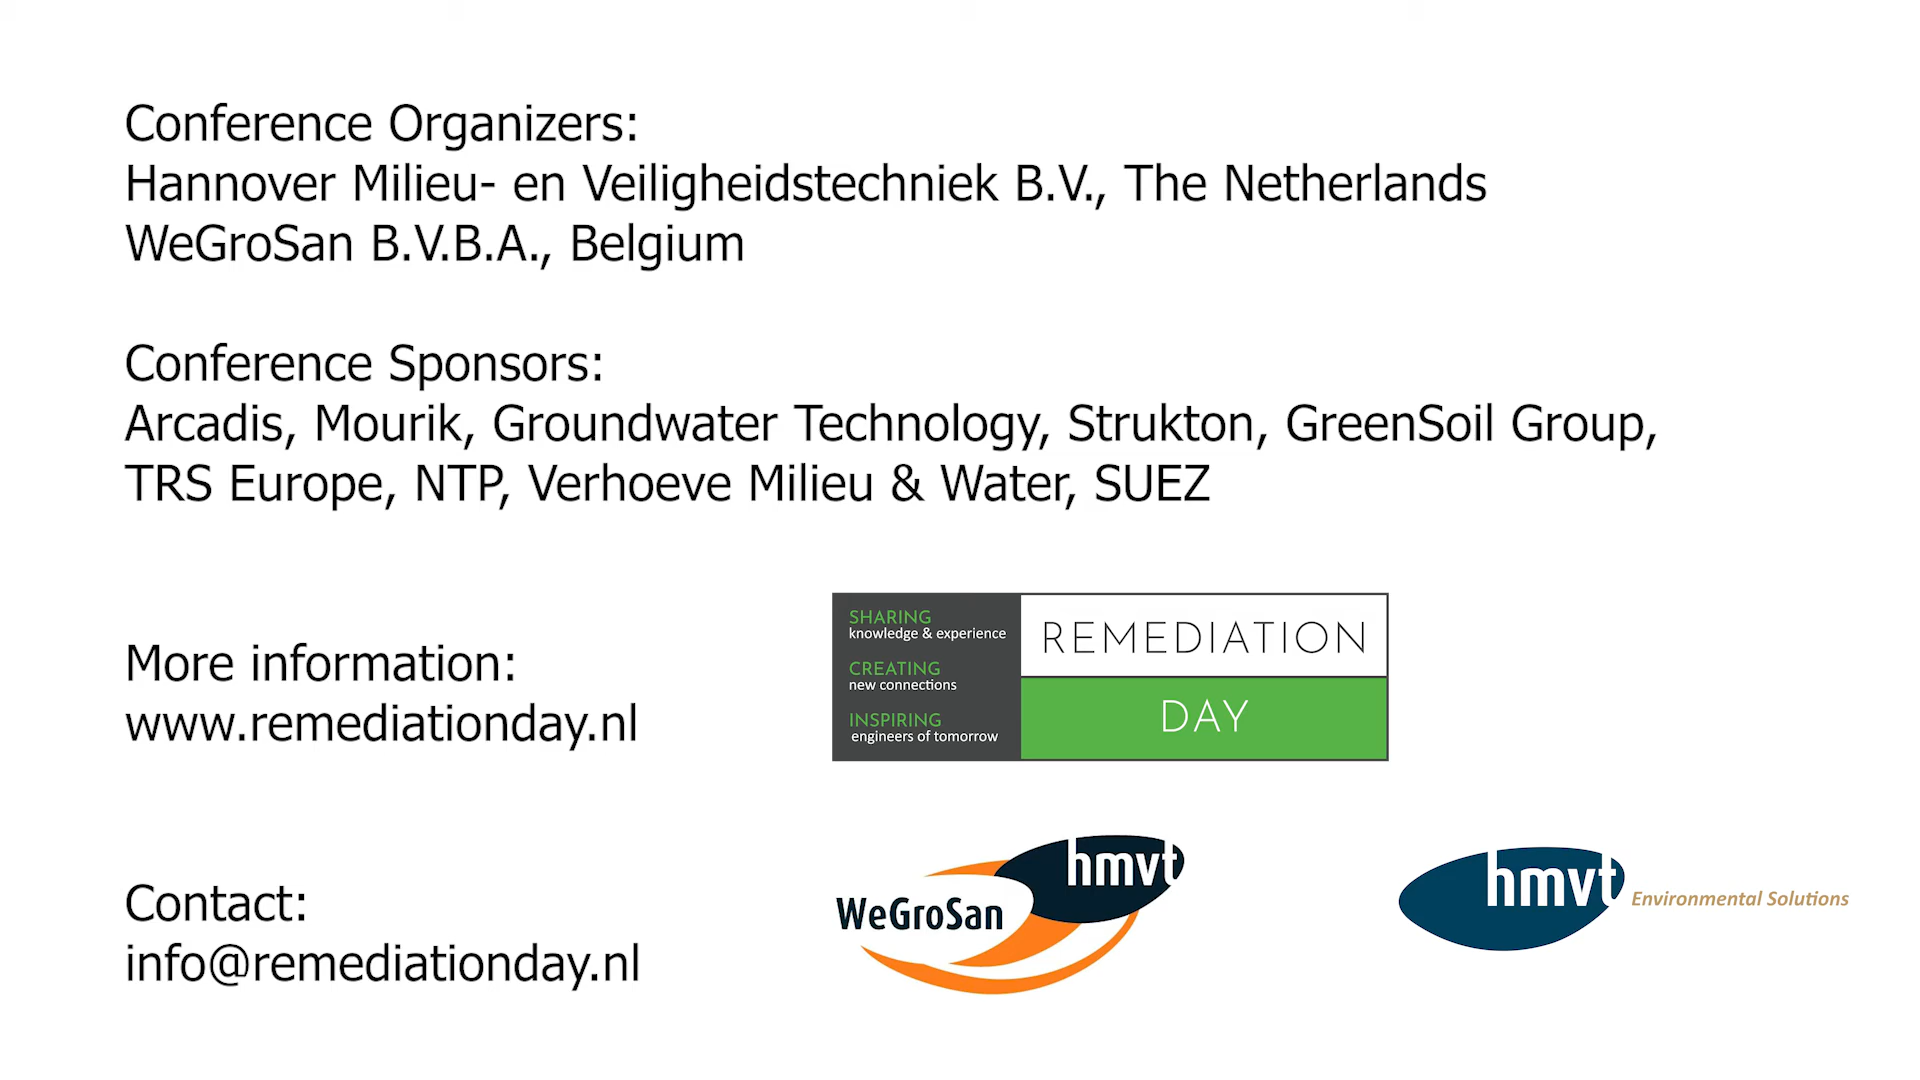 Conference Organizers:
Hannover Milieu- en Veiligheidstechniek B.V., The Netherlands
WeGroSan B.V.B.A., Belgium
Conference Sponsors:
Arcadis, Mourik, Groundwater Technology, Strukton, GreenSoil Group,
TRS Europe, NTP, Verhoeve Milieu & Water, SUEZ
More information:
www.remediationday.nl
SHARING
knowledge & experience
CREATING
new connections
INSPIRING
engineers of tomorrow
REMEDIATION
DAY
Contact:
info@remediationday.nl
WeGroSan
hmvt
hmvt
Environmental Solutions